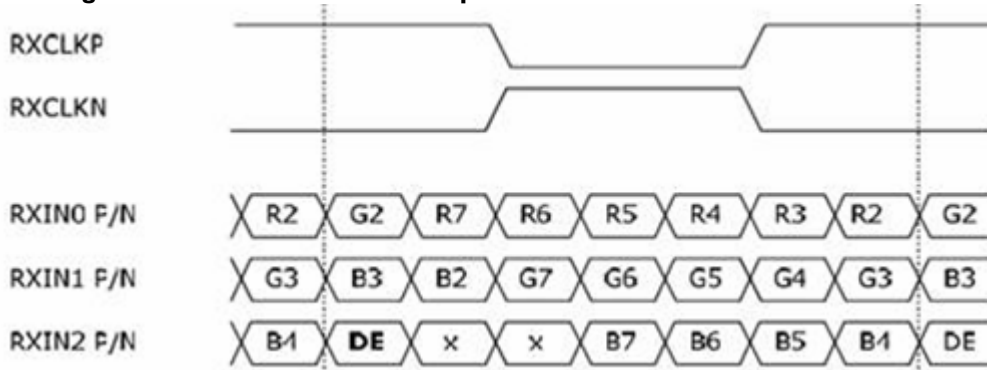 RXCLKP
RXCLKN
RXIN0 P/N R2 G2 R7 R6 R5 R4 R3 R2 G2
RXIN1 P/N G3 B3 B2 G7 G6 G5 G4 G3 B3
RXIN2 P/N B4 DE x x B7 B6 B5 B4 DE